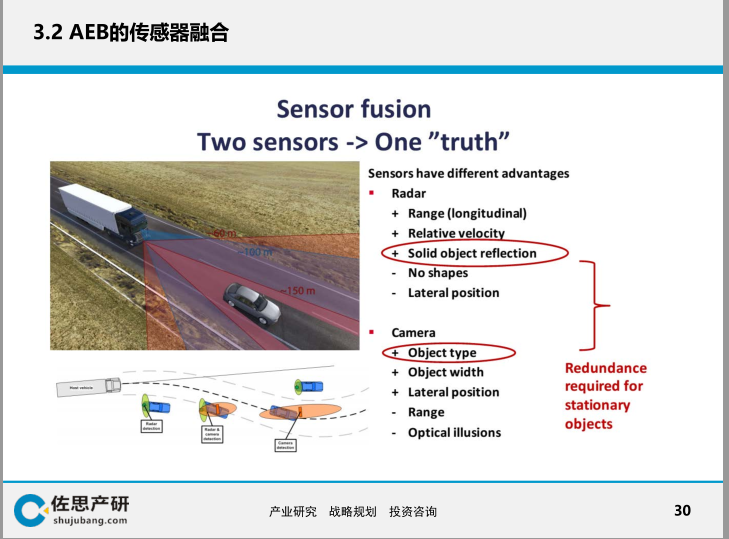 3.2 AEB的传感器融合
Sensor fusion
Two sensors -> One ”truth”
~60 m
~100 m
~150 m
Sensors have different advantages
▪ Radar
+ Range (longitudinal)
+ Relative velocity
+ Solid object reflection
- No shapes
- Lateral position
▪ Camera
+ Object type
+ Object width
+ Lateral position
- Range
- Optical illusions
Redundance
required for
stationary
objects
Host vehicle
Radar
detection
Radar &
camera
detection
Camera
detection
佐思产研
shujubang.com
产业研究 战略规划 投资咨询
30